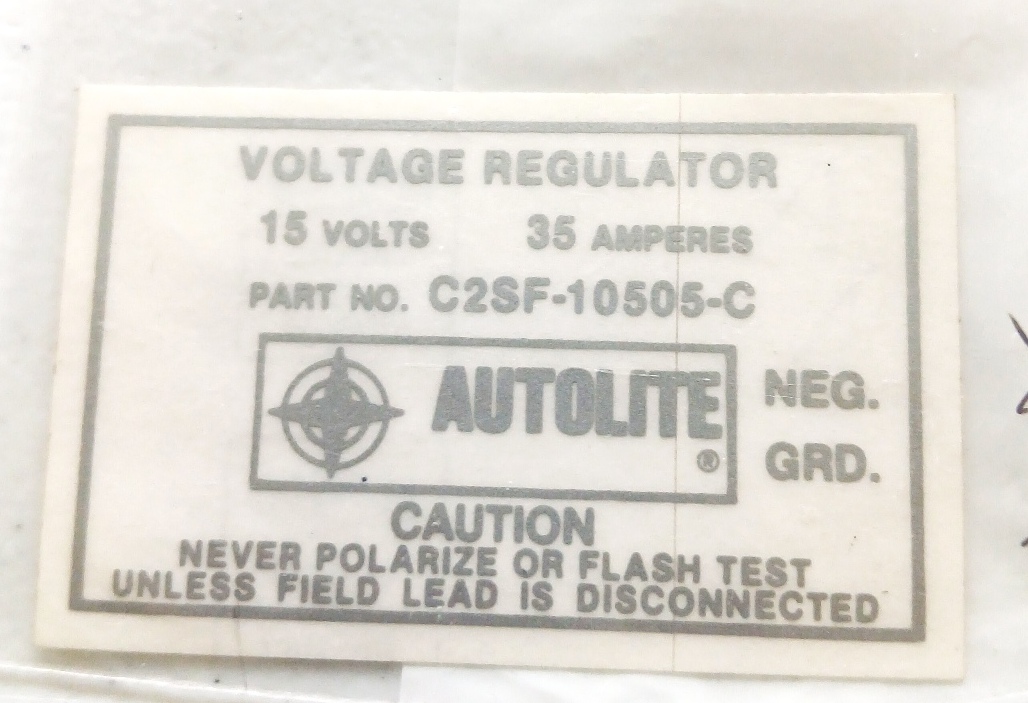 VOLTAGE REGULATOR
15 VOLTS 35 AMPERES
PART NO. C2SF-10505-C
AUTOLITE ®
NEG.
GRD.
CAUTION
NEVER POLARIZE OR FLASH TEST
UNLESS FIELD LEAD IS DISCONNECTED